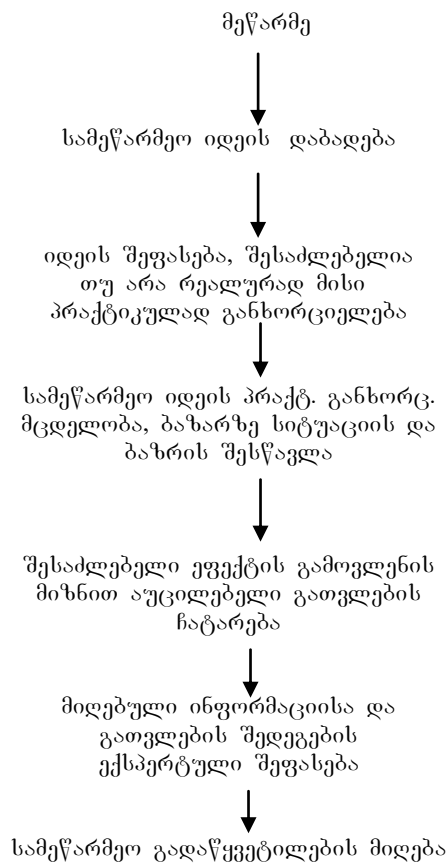 მეწარმე
სამეწარმეო იდეის დაბადება
იდეის შეფასება, შესაძლებელია
თუ არა რეალურად მისი
პრაქტიკულად განხორციელება
სამეწარმეო იდეის პრაქტ. განხორც.
მცდელობა, ბაზარზე სიტუაციის და
ბაზრის შესწავლა
შესაძლებელი ეფექტის გამოვლენის
მიზნით აუცილებელი გათვლების
ჩატარება
მიღებული ინფორმაციისა და
გათვლების შედეგების
ექსპერტული შეფასება
სამეწარმეო გადაწყვეტილების მიღება